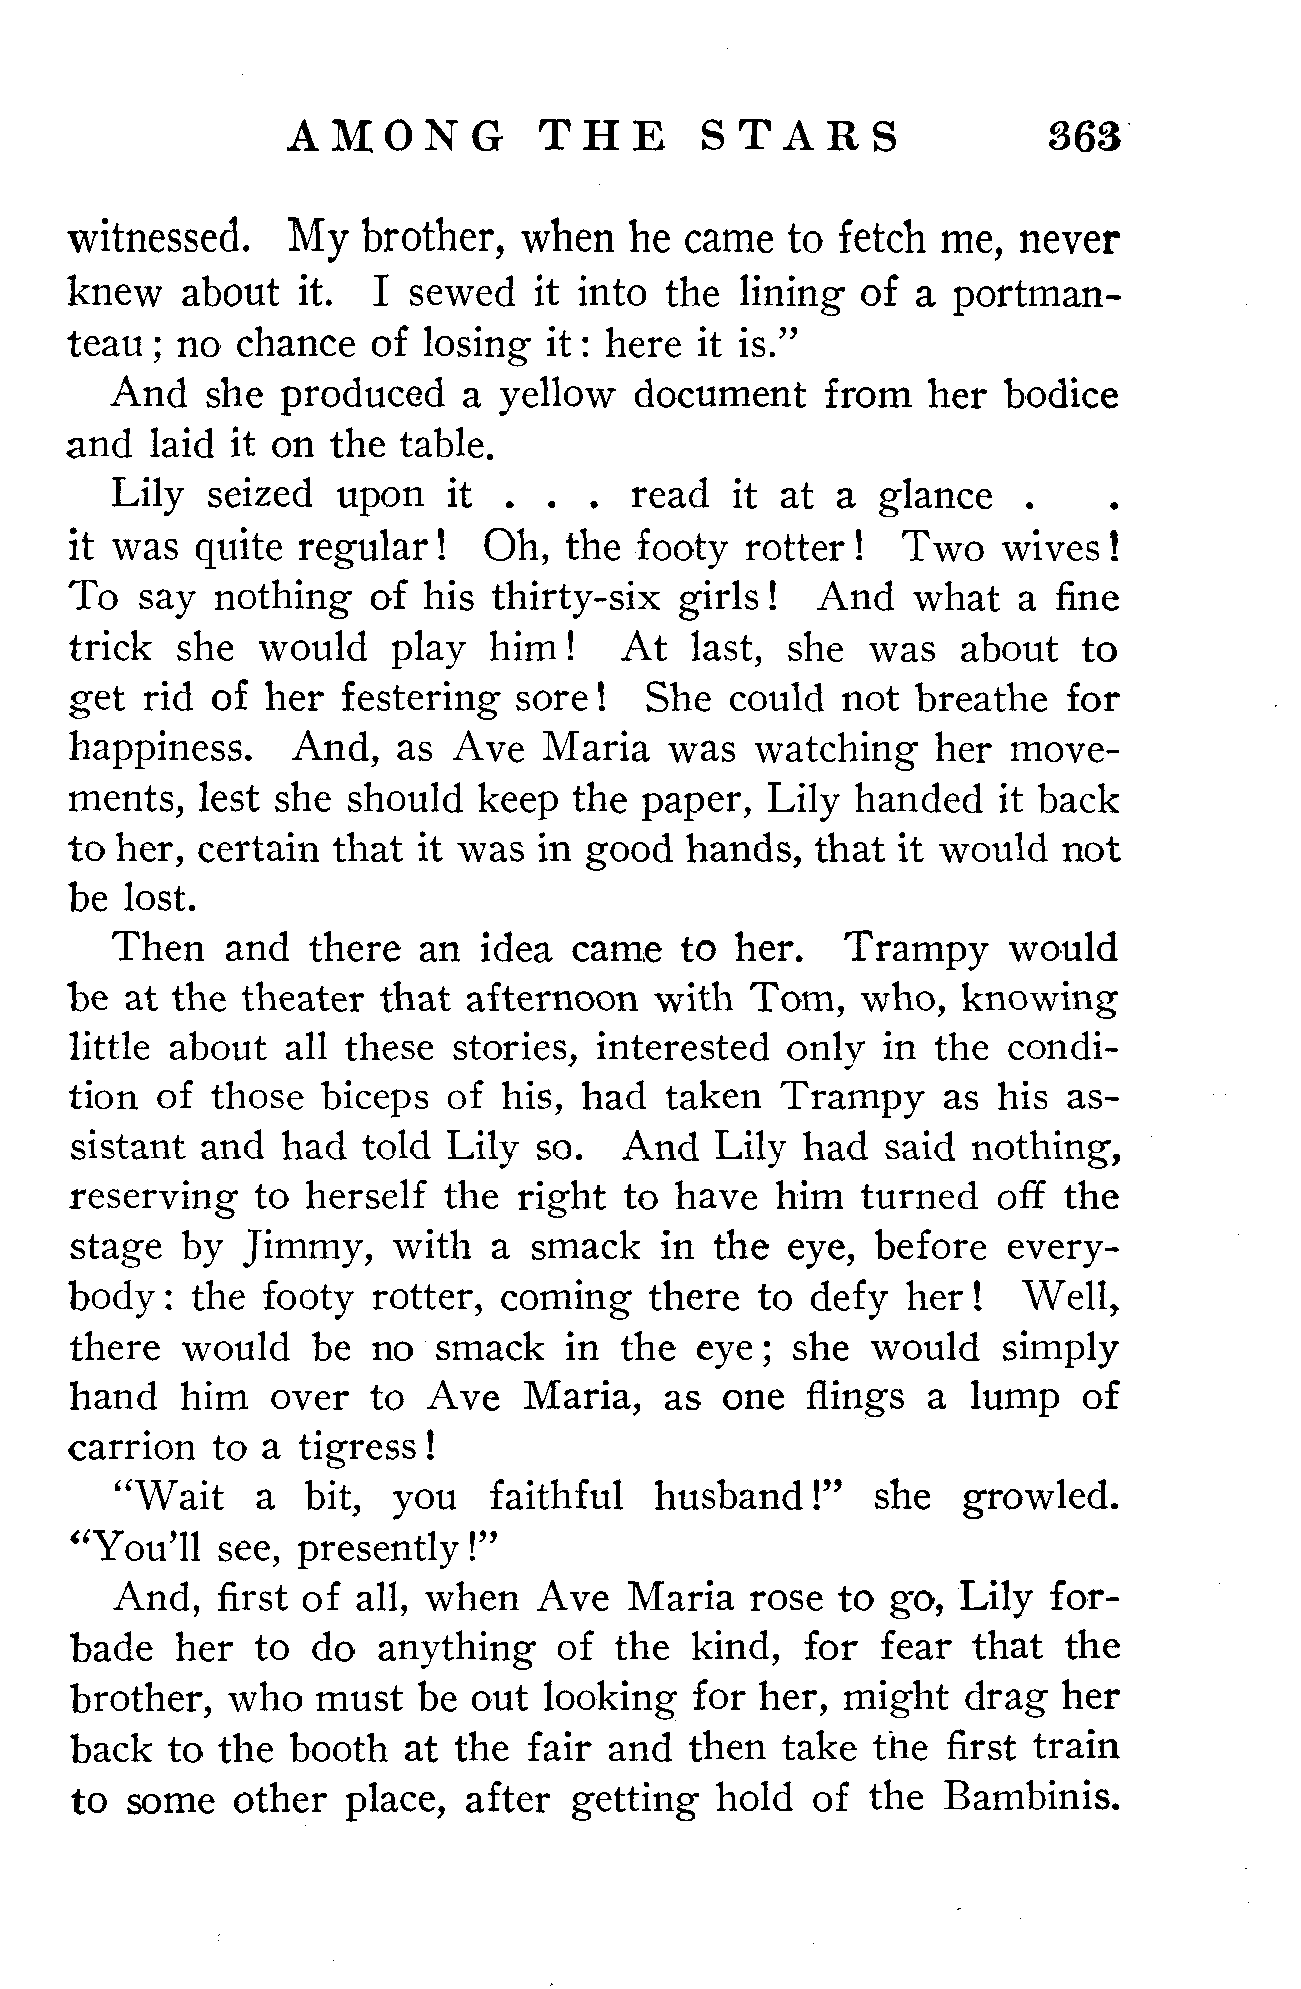 AMONG THE STARS 363
witnessed. My brother, when he came to fetch me, never
knew about it. I sewed it into the lining of a portman-
teau; no chance of losing it: here it is."
And she produced a yellow document from her bodice
and laid it on the table.
Lily seized upon it . . . read it at a glance . .
it was quite regular! Oh, the footy rotter! Two wives!
To say nothing of his thirty-six girls! And what a fine
trick she would play him! At last, she was about to
get rid of her festering sore! She could not breathe for
happiness. And, as Ave Maria was watching her move-
ments, lest she should keep the paper, Lily handed it back
to her, certain that it was in good hands, that it would not
be lost.
Then and there an idea came to her. Trampy would
be at the theater that afternoon with Tom, who, knowing
little about all these stories, interested only in the condi-
tion of those biceps of his, had taken Trampy as his as-
sistant and had told Lily so. And Lily had said nothing,
reserving to herself the right to have him turned off the
stage by Jimmy, with a smack in the eye, before every-
body: the footy rotter, coming there to defy her! Well,
there would be no smack in the eye; she would simply
hand him over to Ave Maria, as one flings a lump of
carrion to a tigress!
"Wait a bit, you faithful husband!" she growled.
"You'll see, presently!"
And, first of all, when Ave Maria rose to go, Lily for-
bade her to do anything of the kind, for fear that the
brother, who must be out looking for her, might drag her
back to the booth at the fair and then take the first train
to some other place, after getting hold of the Bambinis.